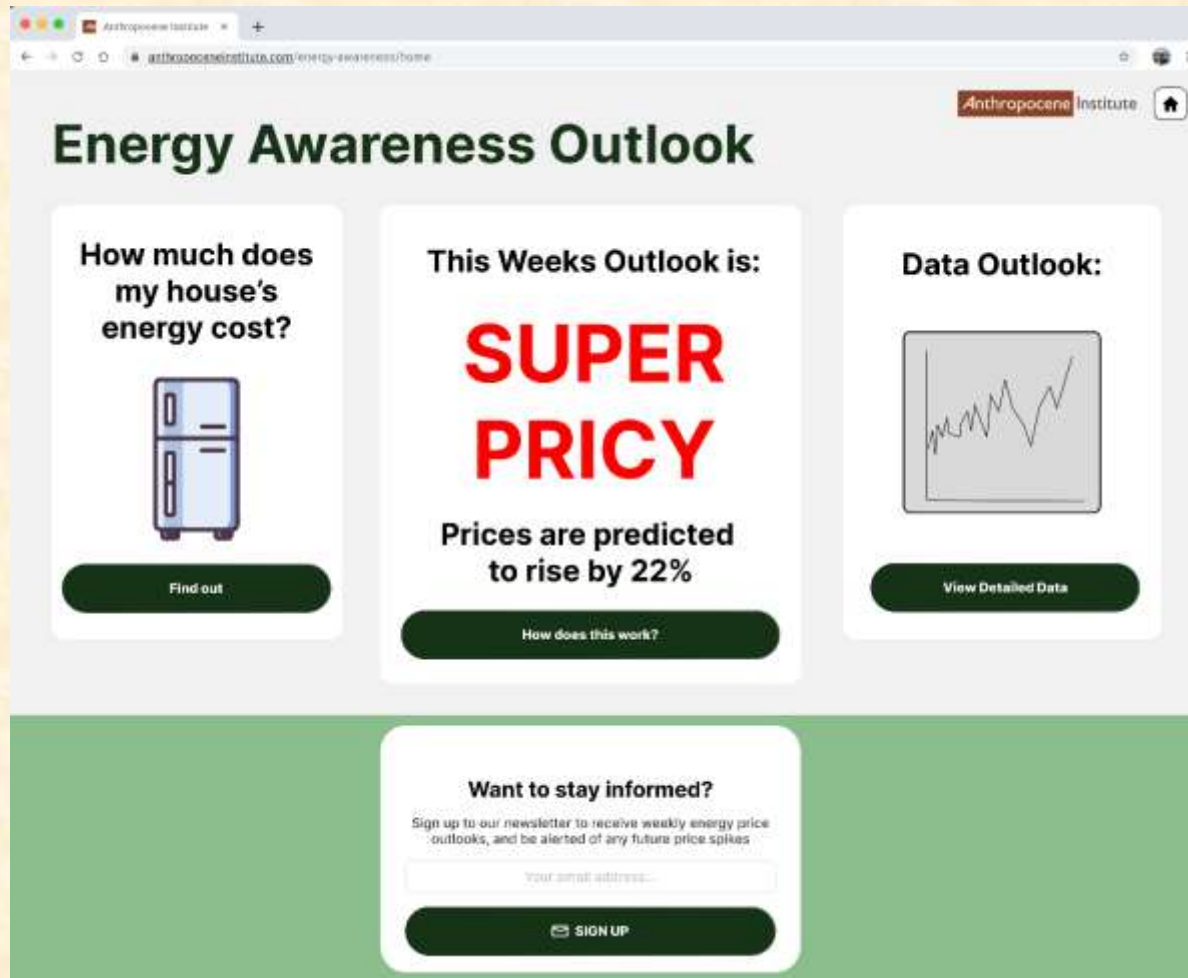 Anthropocene Institute
anthropoceneinstitute.com/energy-awareness/home
Anthropocene Institute
Energy Awareness Outlook
How much does
my house's
energy cost?
Find out
This Weeks Outlook is:
SUPER
PRICY
Prices are predicted
to rise by 22%
How does this work?
Data Outlook:
View Detailed Data
Want to stay informed?
Sign up to our newsletter to receive weekly energy price
outlooks, and be alerted of any future price spikes
Your email address...
SIGN UP